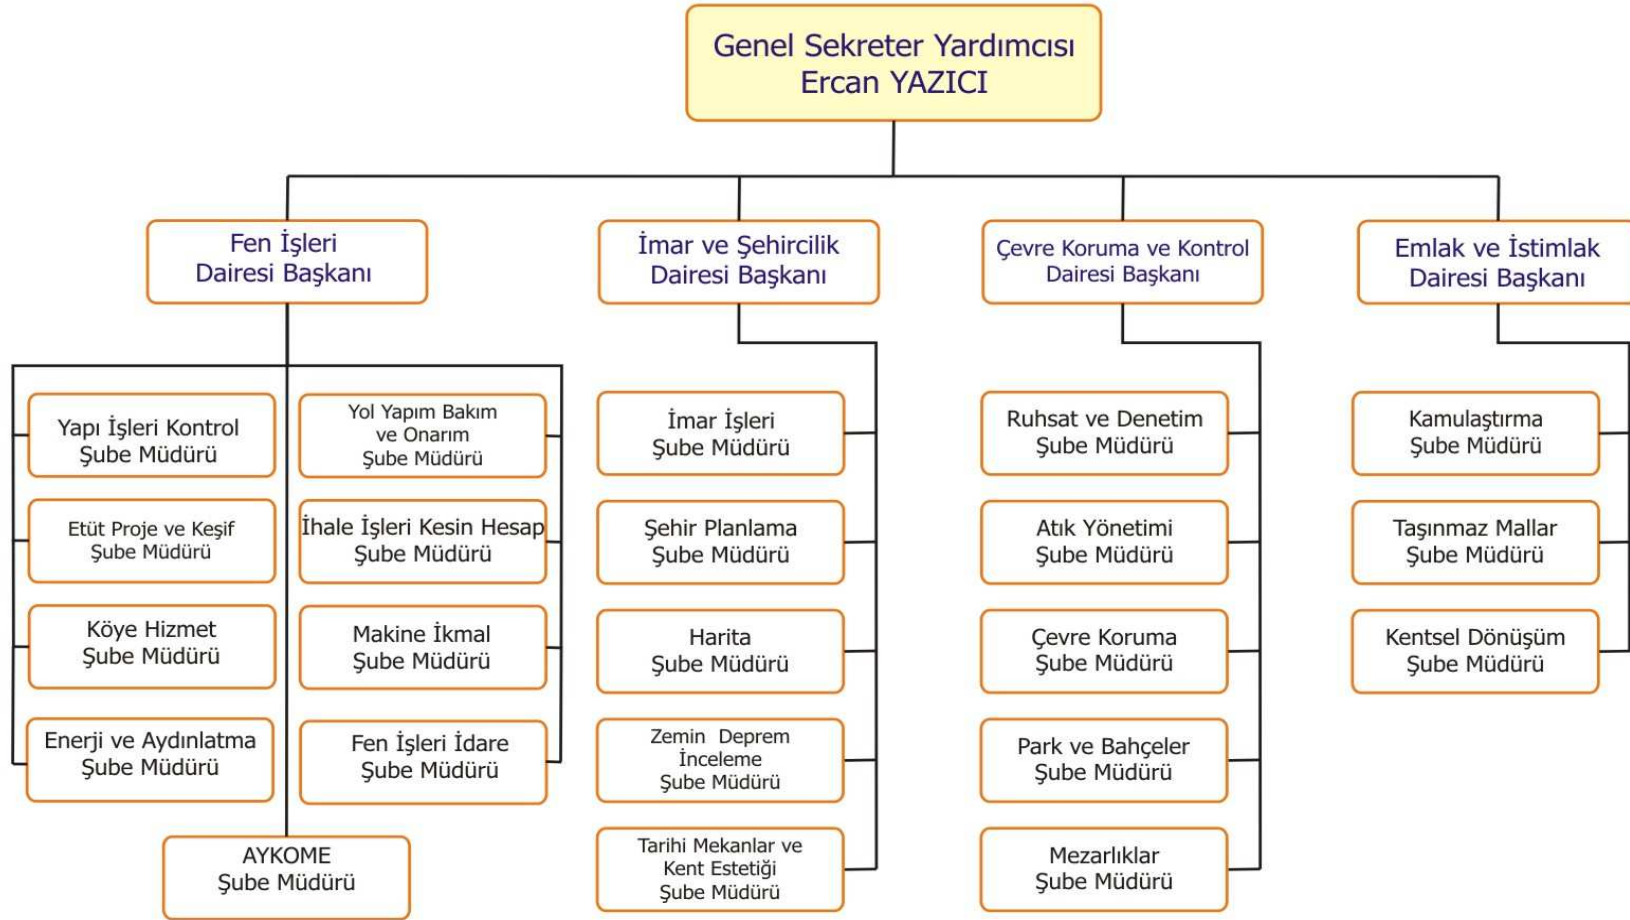 Genel Sekreter Yardımcısı
Ercan YAZICI
Fen İşleri
Dairesi Başkanı
İmar ve Şehircilik
Dairesi Başkanı
Çevre Koruma ve Kontrol
Dairesi Başkanı
Emlak ve İstimlak
Dairesi Başkanı
Yapı İşleri Kontrol
Şube Müdürü
Yol Yapım Bakım
ve Onarım
Şube Müdürü
Etüt Proje ve Keşif
Şube Müdürü
İhale İşleri Kesin Hesap
Şube Müdürü
Köye Hizmet
Şube Müdürü
Makine İkmal
Şube Müdürü
Enerji ve Aydınlatma
Şube Müdürü
Fen İşleri İdare
Şube Müdürü
AYKOME
Şube Müdürü
İmar İşleri
Şube Müdürü
Şehir Planlama
Şube Müdürü
Harita
Şube Müdürü
Zemin  Deprem
İnceleme
Şube Müdürü
Tarihi Mekanlar ve
Kent Estetiği
Şube Müdürü
Ruhsat ve Denetim
Şube Müdürü
Atık Yönetimi
Şube Müdürü
Çevre Koruma
Şube Müdürü
Park ve Bahçeler
Şube Müdürü
Mezarlıklar
Şube Müdürü
Kamulaştırma
Şube Müdürü
Taşınmaz Mallar
Şube Müdürü
Kentsel Dönüşüm
Şube Müdürü